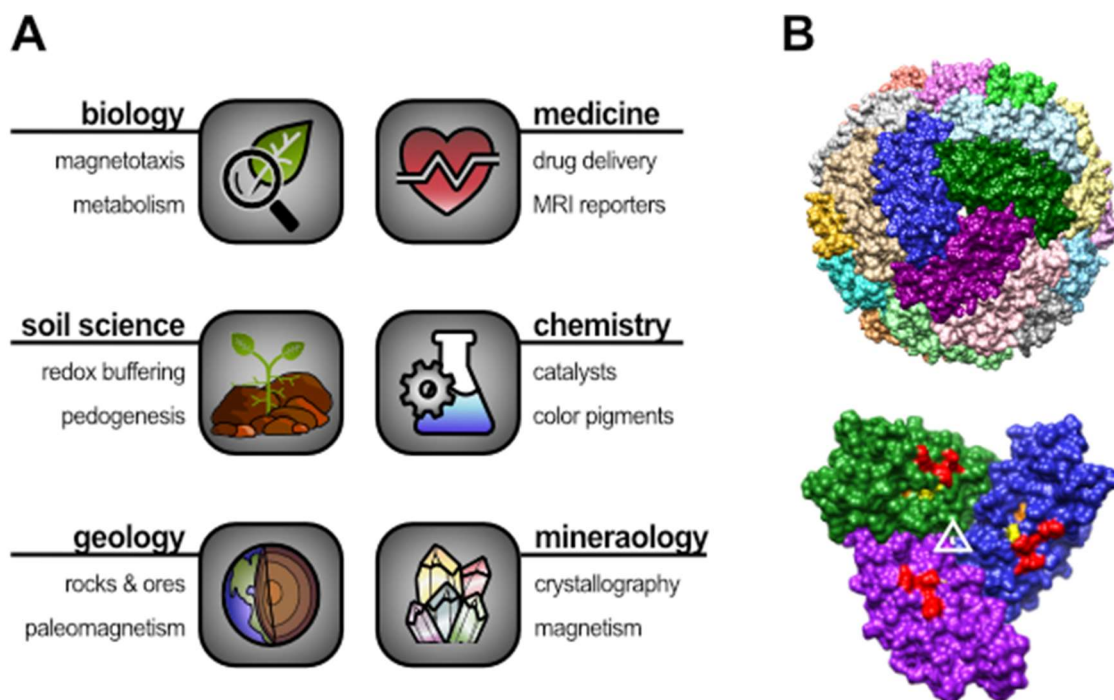 A
B
biology
magnetotaxis
metabolism
medicine
drug delivery
MRI reporters
soil science
redox buffering
pedogenesis
chemistry
catalysts
color pigments
geology
rocks & ores
paleomagnetism
mineraology
crystallography
magnetism